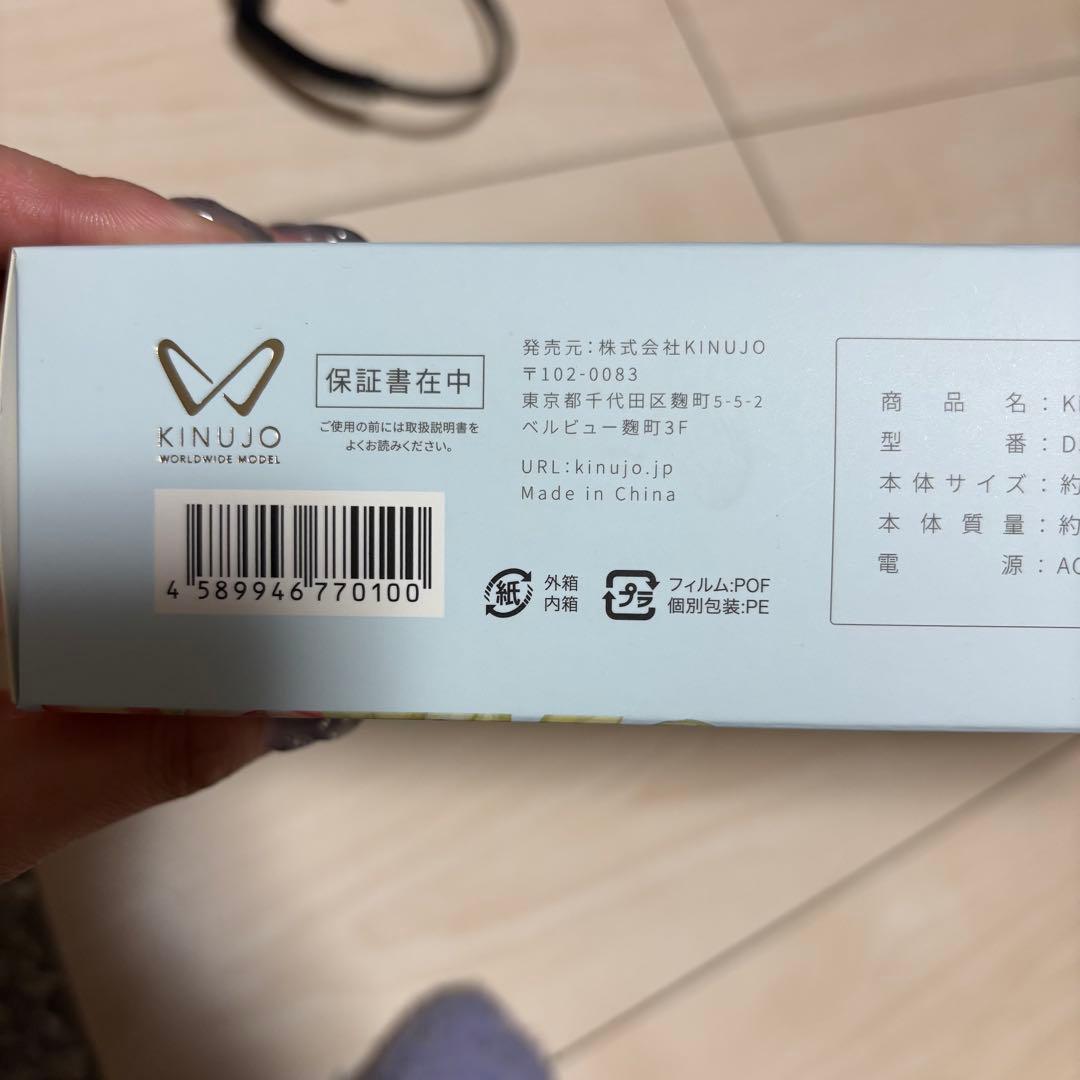 KINUJO
WORLDWIDE MODEL
保証書在中
ご使用の前には取扱説明書を
よくお読みください。
4 589946 770100
発売元：株式会社KINUJO
〒102-0083
東京都千代田区麴町5-5-2
ベルビュー麴町3F
URL:kinujo.jp
Made in China
紙 外箱
内箱
プラ フィルム:POF
個別包装:PE
商品名：
型番：
本体サイズ：約
本体質量：約
電源：AC